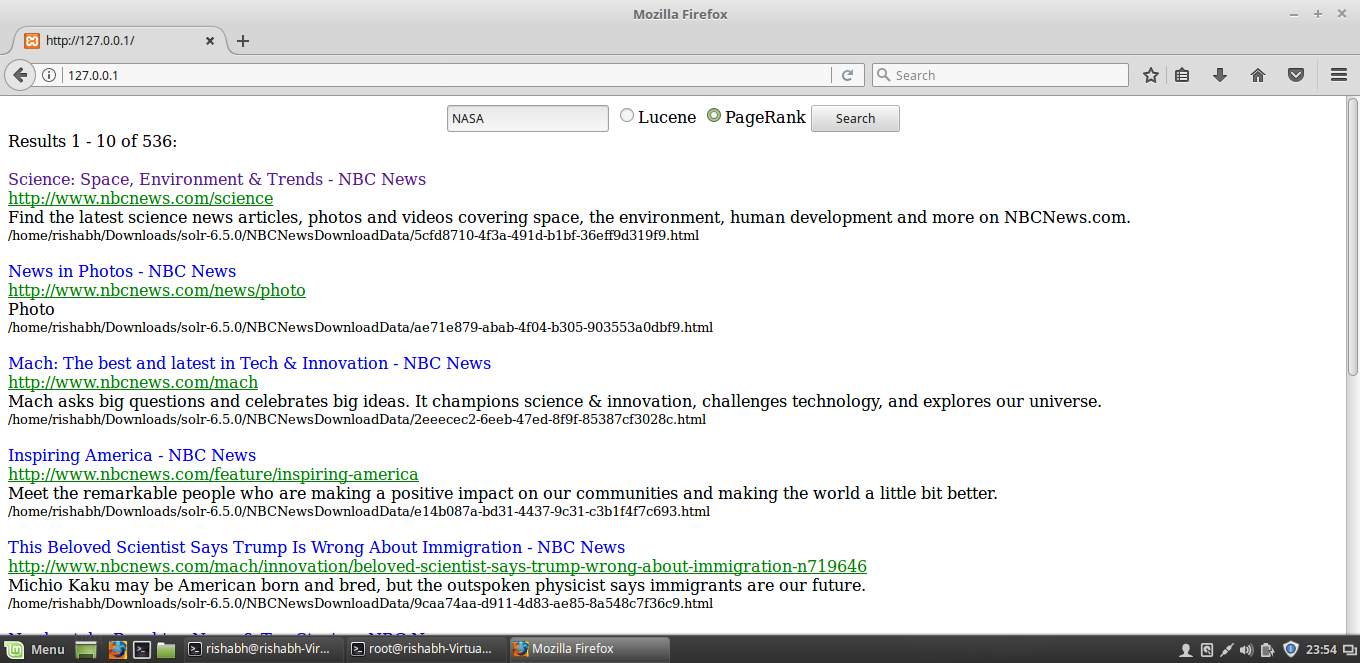 Mozilla Firefox
http://127.0.0.1/
127.0.0.1 Search
NASA Lucene PageRank Search
Results 1 - 10 of 536:
Science: Space, Environment & Trends - NBC News
http://www.nbcnews.com/science
Find the latest science news articles, photos and videos covering space, the environment, human development and more on NBCNews.com.
/home/rishabh/Downloads/solr-6.5.0/NBCNewsDownloadData/5cfd8710-4f3a-491d-b1bf-36eff9d319f9.html
News in Photos - NBC News
http://www.nbcnews.com/news/photo
Photo
/home/rishabh/Downloads/solr-6.5.0/NBCNewsDownloadData/ae71e879-abab-4f04-b305-903553a0dbf9.html
Mach: The best and latest in Tech & Innovation - NBC News
http://www.nbcnews.com/mach
Mach asks big questions and celebrates big ideas. It champions science & innovation, challenges technology, and explores our universe.
/home/rishabh/Downloads/solr-6.5.0/NBCNewsDownloadData/2eeecec2-6eeb-47ed-8f9f-85387cf3028c.html
Inspiring America - NBC News
http://www.nbcnews.com/feature/inspiring-america
Meet the remarkable people who are making a positive impact on our communities and making the world a little bit better.
/home/rishabh/Downloads/solr-6.5.0/NBCNewsDownloadData/e14b087a-bd31-4437-9c31-c3b1f4f7c693.html
This Beloved Scientist Says Trump Is Wrong About Immigration - NBC News
http://www.nbcnews.com/mach/innovation/beloved-scientist-says-trump-wrong-about-immigration-n719646
Michio Kaku may be American born and bred, but the outspoken physicist says immigrants are our future.
/home/rishabh/Downloads/solr-6.5.0/NBCNewsDownloadData/9caa74aa-d911-4d83-ae85-8a548c7f36c9.html
Menu rishabh@rishabh-Vir... root@rishabh-Virtua... Mozilla Firefox 23:54